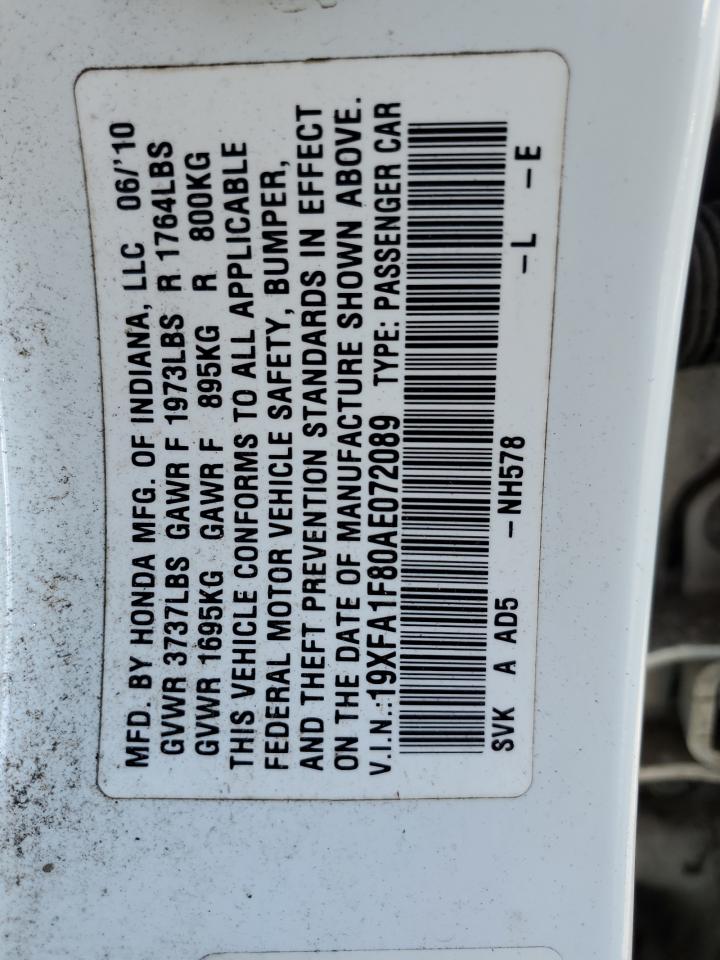 MFD. BY HONDA MFG. OF INDIANA, LLC 06/'10
GVWR 3737LBS GAWR F 1973LBS R 1764LBS
GVWR 1695KG GAWR F 895KG R 800KG
THIS VEHICLE CONFORMS TO ALL APPLICABLE
FEDERAL MOTOR VEHICLE SAFETY, BUMPER,
AND THEFT PREVENTION STANDARDS IN EFFECT
ON THE DATE OF MANUFACTURE SHOWN ABOVE.
V.I.N.:19XFA1F80AE072089 TYPE: PASSENGER CAR
SVK A AD5 -NH578 -L -E